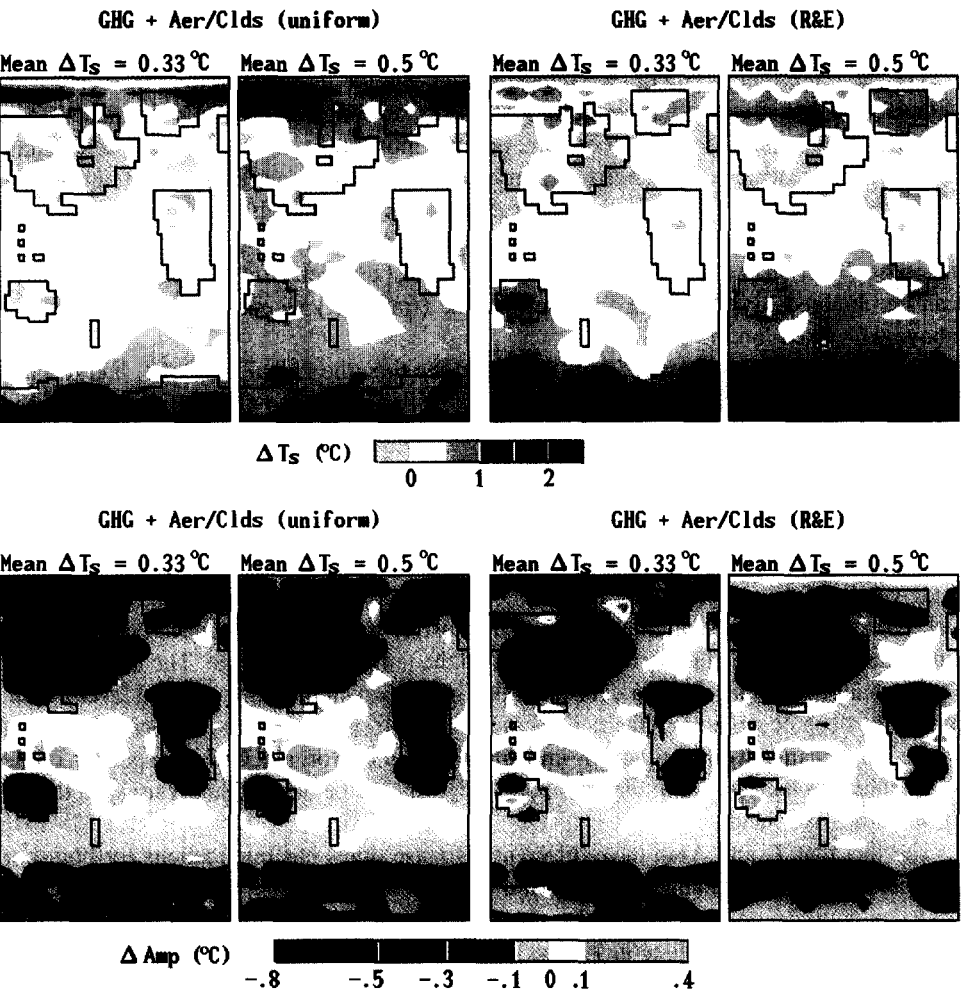 GHG + Aer/Clds (uniform) GHG + Aer/Clds (R&E)
Mean ΔTs = 0.33 °C Mean ΔTs = 0.5 °C Mean ΔTs = 0.33 °C Mean ΔTs = 0.5 °C
ΔTs (°C)
0 1 2
GHG + Aer/Clds (uniform) GHG + Aer/Clds (R&E)
Mean ΔTs = 0.33 °C Mean ΔTs = 0.5 °C Mean ΔTs = 0.33 °C Mean ΔTs = 0.5 °C
Δ Amp (°C)
-.8 -.5 -.3 -.1 0 .1 .4